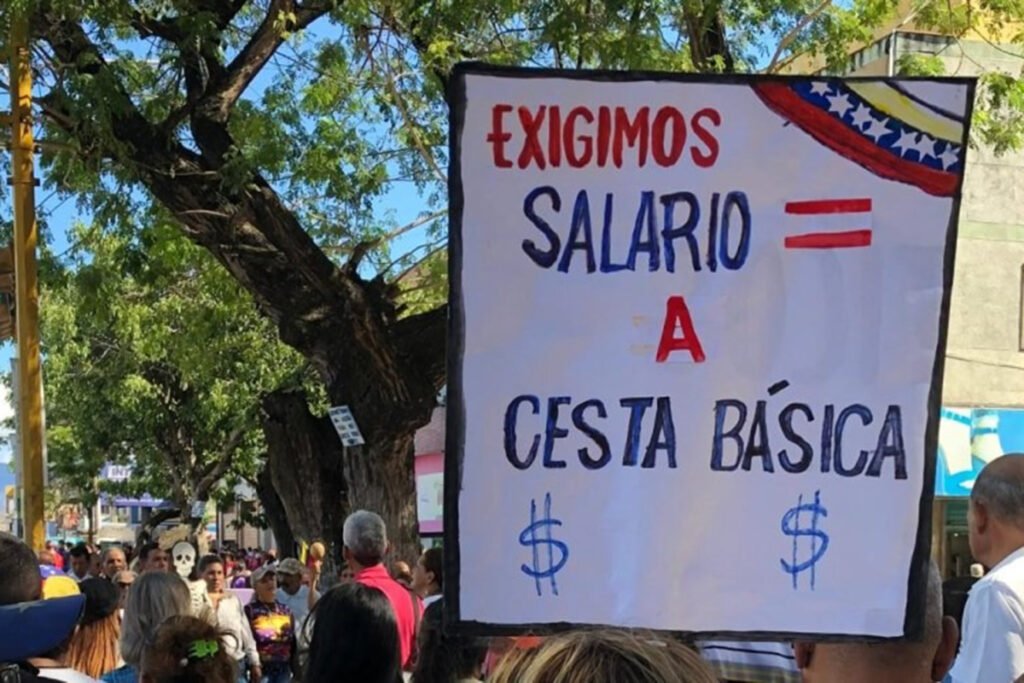 EXIGIMOS
SALARIO =
A
CESTA BÁSICA
$ $